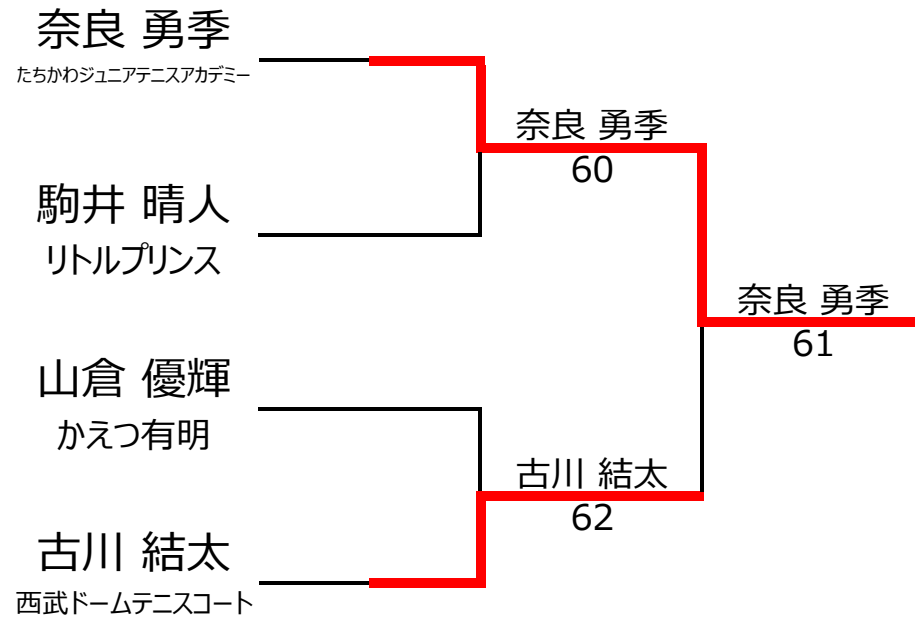 奈良 勇季
たちかわジュニアテニスアカデミー
奈良 勇季
60
駒井 晴人
リトルプリンス
奈良 勇季
61
山倉 優輝
かえつ有明
古川 結太
62
古川 結太
西武ドームテニスコート